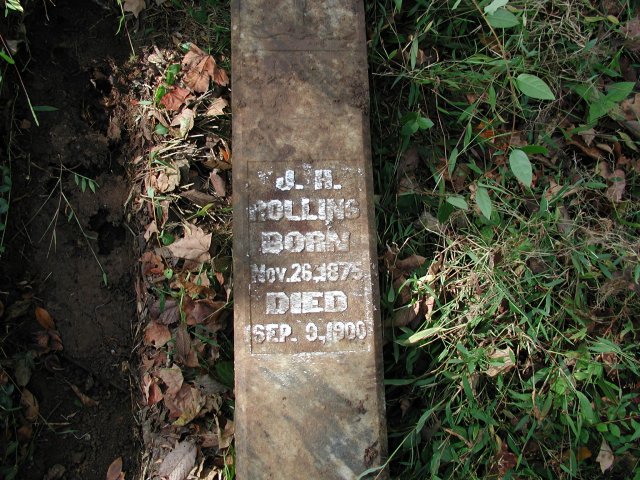 J. H.
ROLLINS
BORN
Nov. 26, 1875
DIED
SEP. 9, 1900